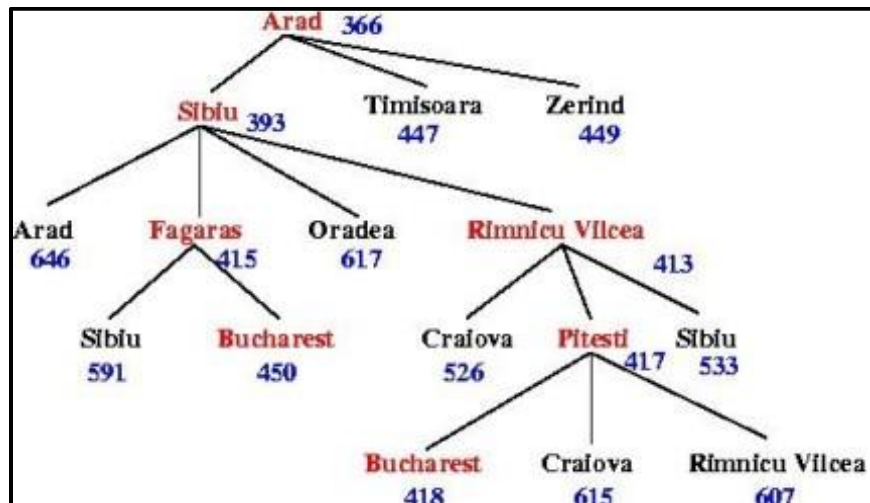 Arad 366
Sibiu 393
Timisoara 447
Zerind 449
Arad 646
Fagaras 415
Oradea 617
Rimnicu Vilcea 413
Sibiu 591
Bucharest 450
Craiova 526
Pitesti 417
Sibiu 533
Bucharest 418
Craiova 615
Rimnicu Vilcea 607